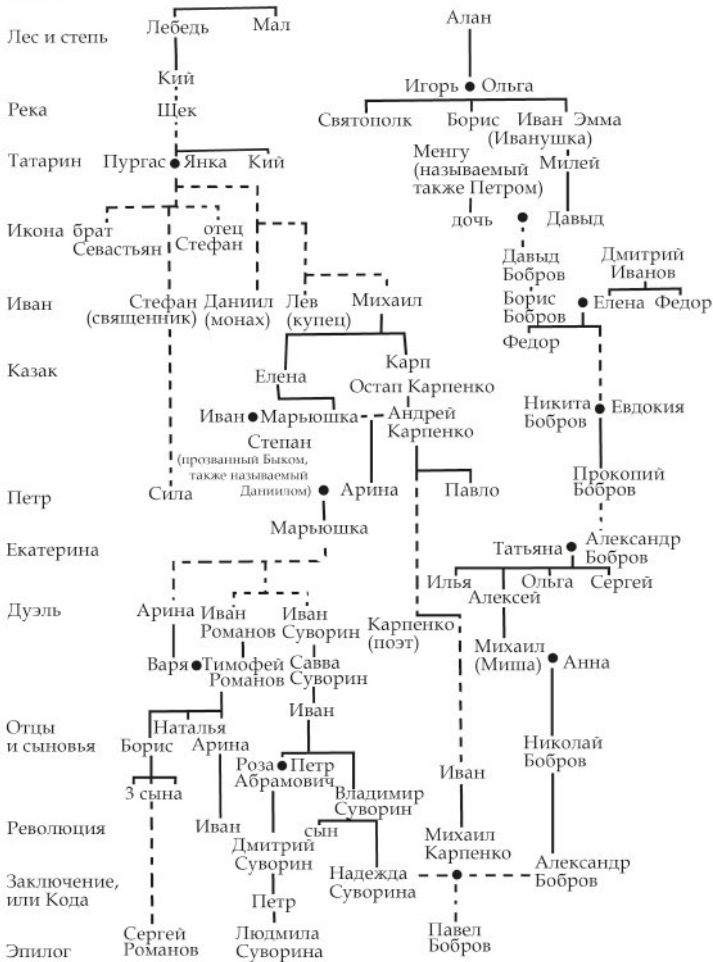 Лебедь Мал Алан
Лес и степь
Кий
Игорь Ольга
Река Щек
Святополк Борис Иван Эмма
(Иванушка)
Татарин Пургас Янка Кий
Менгу Милей
(называемый
также Петром)
дочь Давыд
Икона брат отец
Севастьян Стефан
Давыд Дмитрий
Бобров Иванов
Иван Стефан Даниил Лев Михаил
(священник) (монах) (купец)
Борис Елена Федор
Бобров
Федор
Казак
Елена Карп
Остап Карпенко
Иван Марьюшка Андрей
Карпенко
Никита Евдокия
Бобров
Степан
(прозванный Быком,
также называемый
Даниилом)
Арина Павло
Прокопий
Бобров
Петр Сила
Марьюшка
Екатерина
Татьяна Александр
Бобров
Илья Ольга Сергей
Алексей
Дуэль Арина Иван Иван
Романов Суворин
Карпенко
(поэт)
Михаил Анна
(Миша)
Варя Тимофей Савва
Романов Суворин
Иван
Отцы
и сыновья
Наталья
Борис Арина
Николай
Бобров
Роза Петр
Абрамович
Иван
3 сына
Владимир
Суворин
Революция
Иван сын
Дмитрий
Суворин
Михаил
Карпенко
Надежда
Суворина
Александр
Бобров
Заключение,
или Кода
Петр
Эпилог
Сергей
Романов
Людмила
Суворина
Павел
Бобров